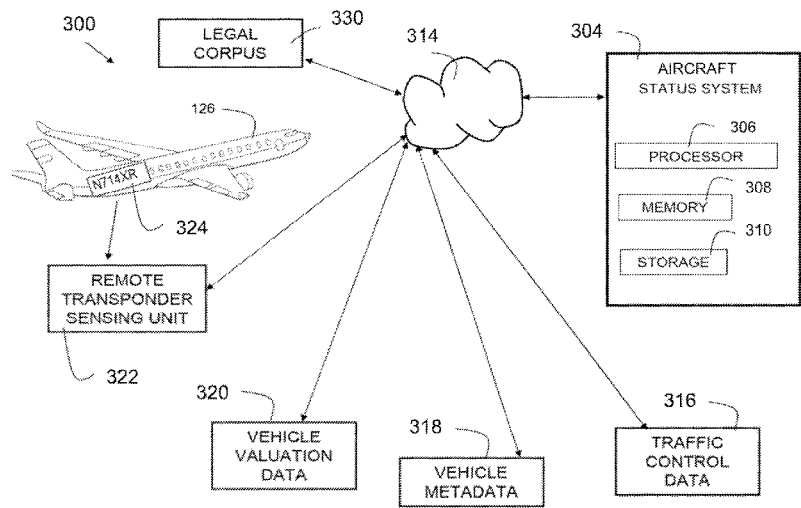 300
LEGAL
CORPUS
330
314
304
AIRCRAFT
STATUS SYSTEM
306
PROCESSOR
308
MEMORY
310
STORAGE
126
N714XR
324
REMOTE
TRANSPONDER
SENSING UNIT
322
320
VEHICLE
VALUATION
DATA
318
VEHICLE
METADATA
316
TRAFFIC
CONTROL
DATA